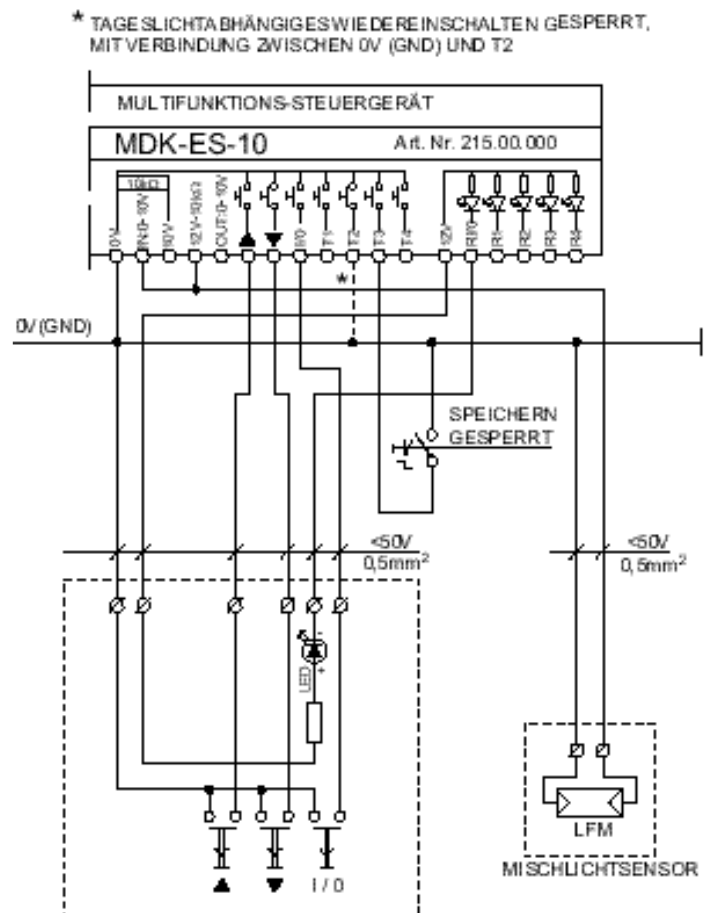 * TAGESLICHTABHÄNGIGES WIEDEREINSCHALTEN GESPERRT,
MIT VERBINDUNG ZWISCHEN 0V (GND) UND T2
MULTIFUNKTIONS-STEUERGERÄT
MDK-ES-10 Art. Nr. 215.00.000
10kΩ
0V IN:0-10V 10V 12V-10kΩ OUT:0-10V ▲ ▼ I/0 T1 T2 T3 T4 12V RI/0 R1 R2 R3 R4
*
0V (GND)
SPEICHERN
GESPERRT
<50V <50V
0,5mm² 0,5mm²
LED
- +
LFM
MISCHLICHTSENSOR
▲ ▼ I / 0